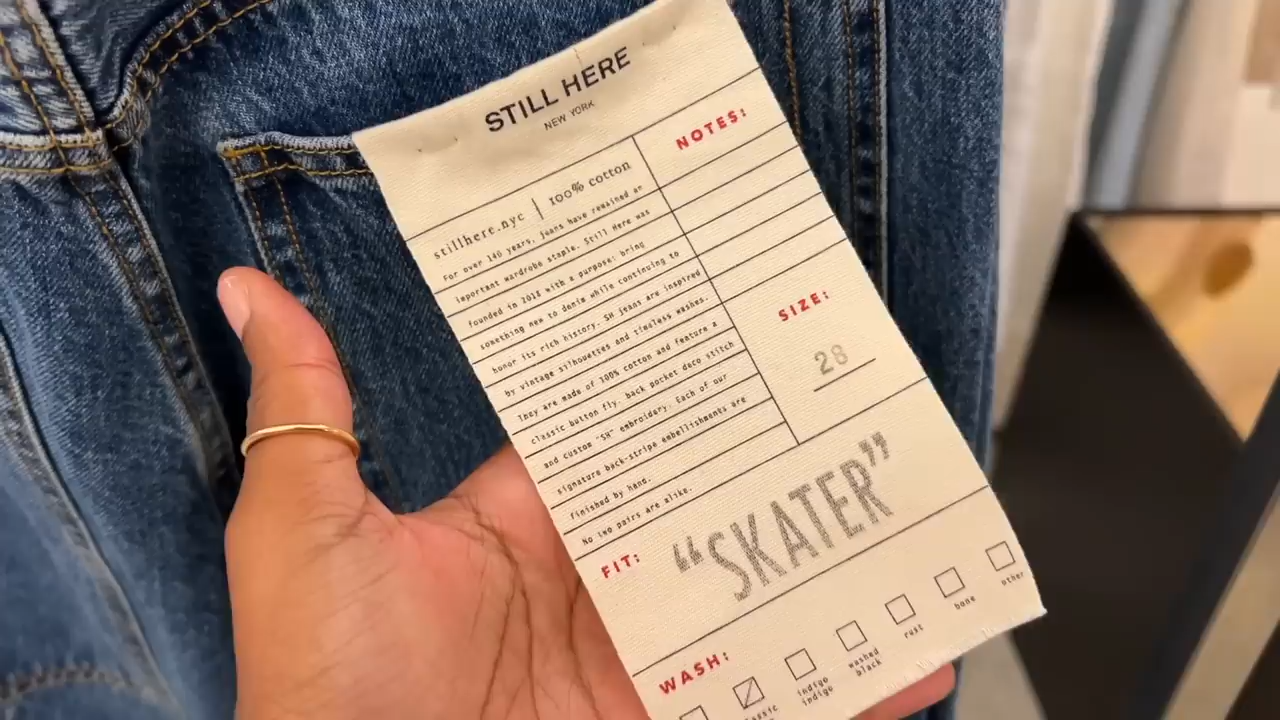 STILL HERE
NEW YORK
stillhere.nyc | 100% cotton
For over 140 years, jeans have remained an
important wardrobe staple. Still Here was
founded in 2018 with a purpose: bring
something new to denim while continuing to
honor its rich history. SH jeans are inspired
by vintage silhouettes and timeless washes.
They are made of 100% cotton and feature a
classic button fly, back pocket deco stitch
and custom "SH" embroidery. Each of our
signature back-stripe embellishments are
finished by hand.
No two pairs are alike.
NOTES:
SIZE:
28
FIT:
“SKATER”
WASH:
indigo
indigo
washed
black
rust
bone
other